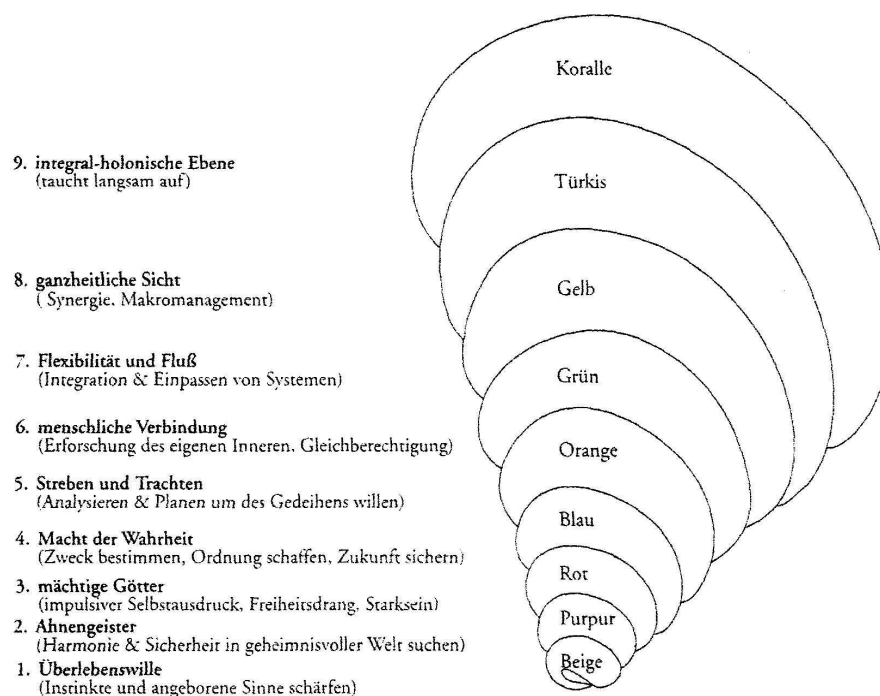 Koralle
9. integral-holonische Ebene
(taucht langsam auf)
Türkis
8. ganzheitliche Sicht
( Synergie, Makromanagement)
Gelb
7. Flexibilität und Fluß
(Integration & Einpassen von Systemen)
Grün
6. menschliche Verbindung
(Erforschung des eigenen Inneren, Gleichberechtigung)
Orange
5. Streben und Trachten
(Analysieren & Planen um des Gedeihens willen)
Blau
4. Macht der Wahrheit
(Zweck bestimmen, Ordnung schaffen, Zukunft sichern)
Rot
3. mächtige Götter
(impulsiver Selbstausdruck, Freiheitsdrang, Starksein)
Purpur
2. Ahnengeister
(Harmonie & Sicherheit in geheimnisvoller Welt suchen)
Beige
1. Überlebenswille
(Instinkte und angeborene Sinne schärfen)